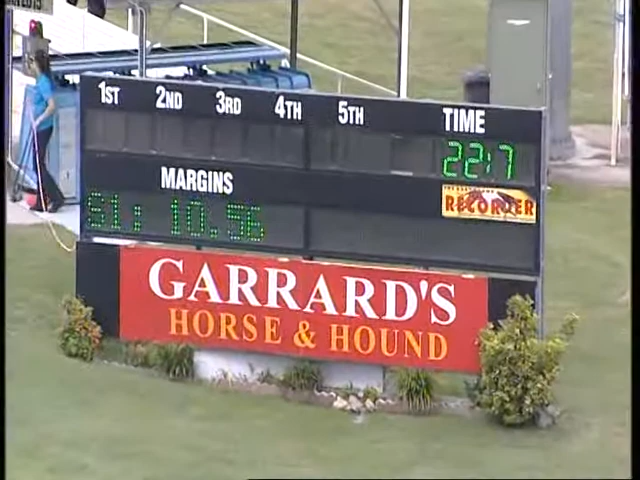 1ST 2ND 3RD 4TH 5TH TIME
22:7
MARGINS
S1: 10.56
RECORDER
GARRARD'S
HORSE & HOUND